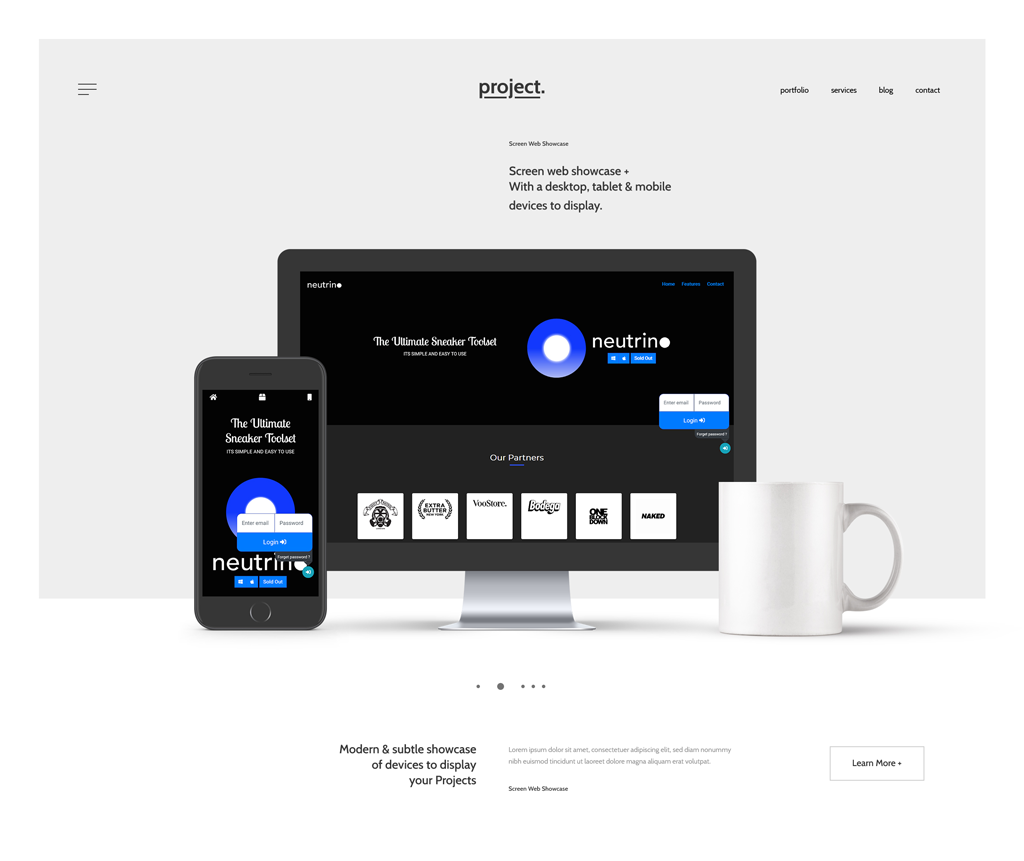 project.
portfolio services blog contact
Screen Web Showcase
Screen web showcase +
With a desktop, tablet & mobile
devices to display.
neutrino
Home Features Contact
The Ultimate Sneaker Toolset
ITS SIMPLE AND EASY TO USE
neutrino
Sold Out
Enter email Password
Login
Forget password ?
Our Partners
EXTRA
BUTTER
NEW YORK
VooStore.
Bodega
ONE
BLOCK
DOWN
NAKED
The Ultimate
Sneaker Toolset
ITS SIMPLE AND EASY TO USE
Enter email Password
Login
Forget password ?
neutrino
Sold Out
Modern & subtle showcase
of devices to display
your Projects
Lorem ipsum dolor sit amet, consectetuer adipiscing elit, sed diam nonummy
nibh euismod tincidunt ut laoreet dolore magna aliquam erat volutpat.
Screen Web Showcase
Learn More +